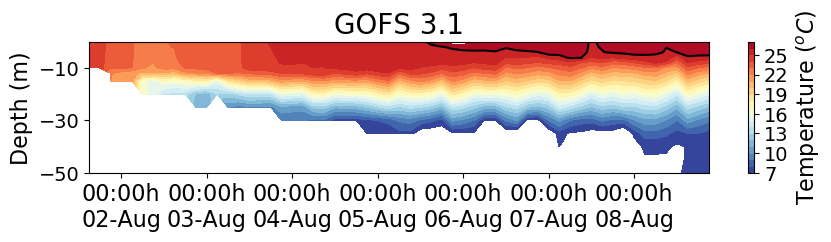 GOFS 3.1
Depth (m)
−10
−30
−50
00:00h 00:00h 00:00h 00:00h 00:00h 00:00h 00:00h
02-Aug 03-Aug 04-Aug 05-Aug 06-Aug 07-Aug 08-Aug
25
22
19
16
13
10
7
Temperature (°C)